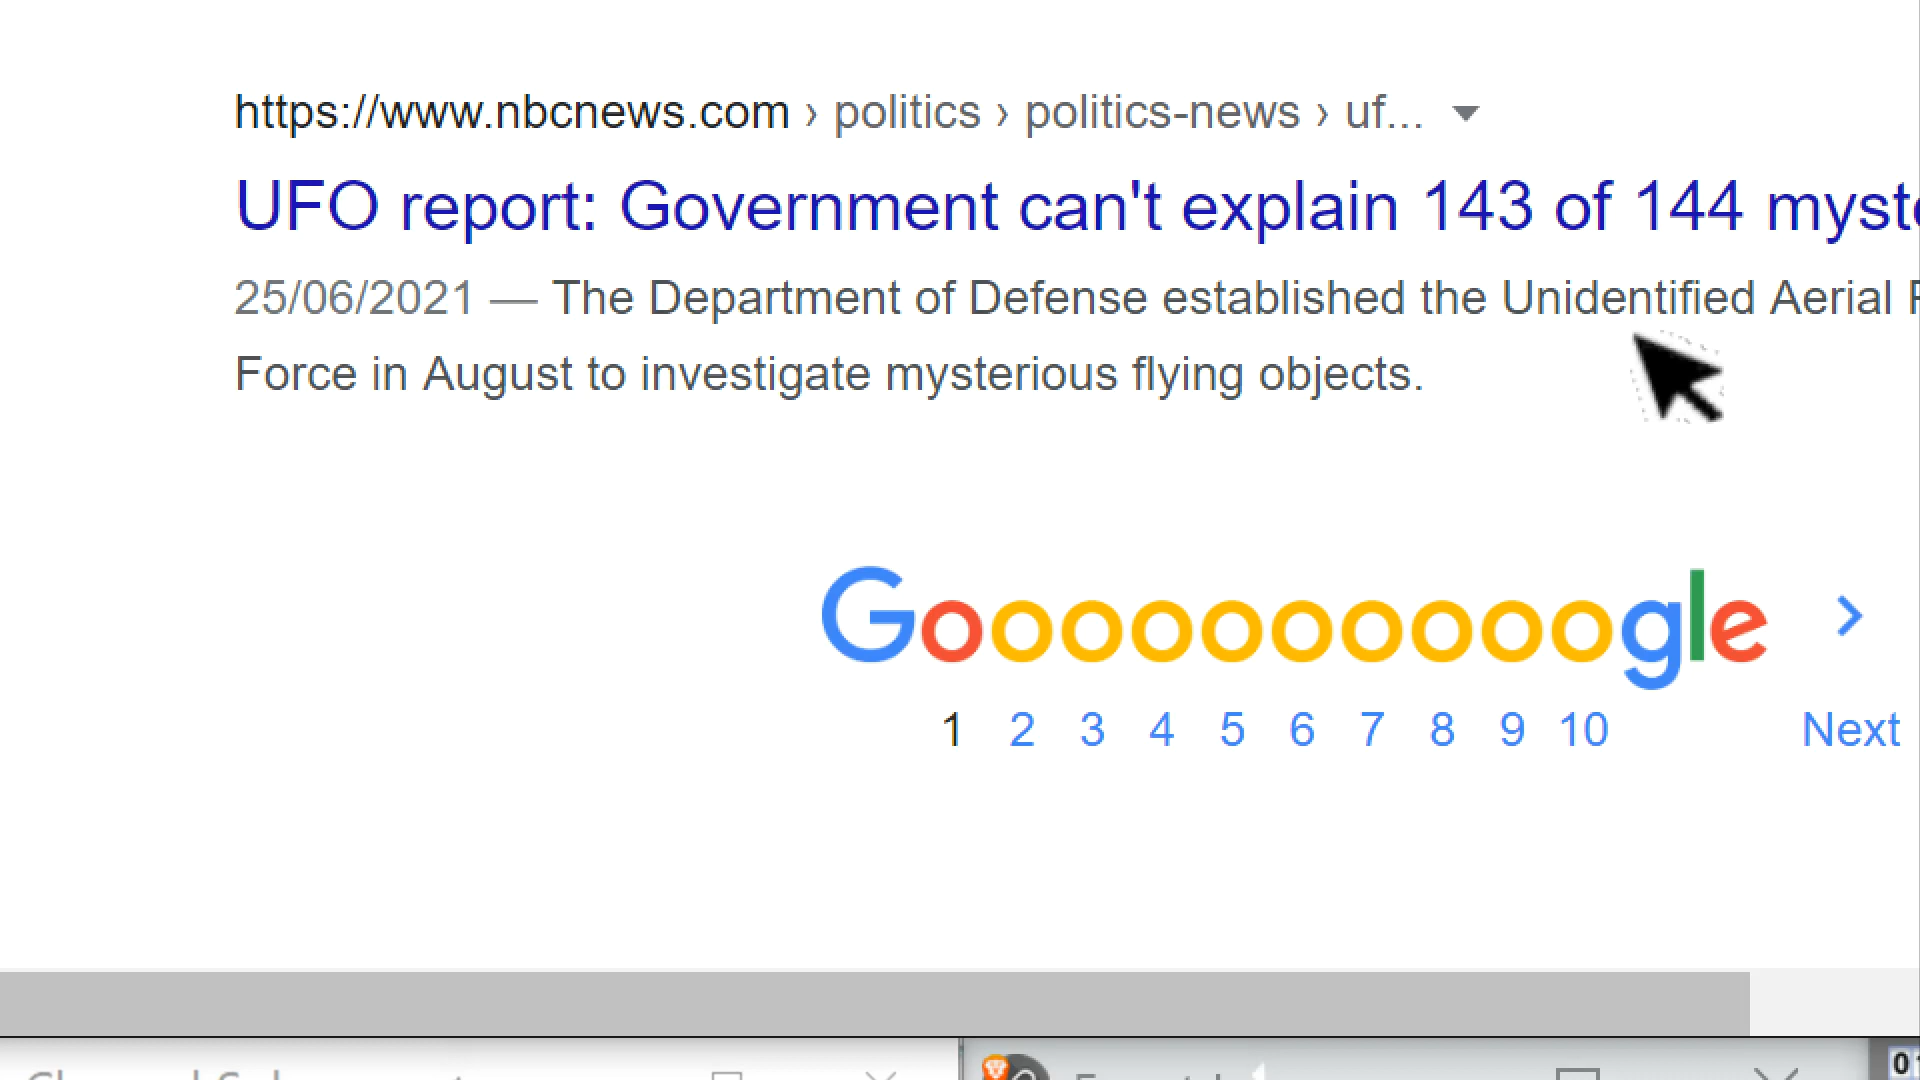 https://www.nbcnews.com › politics › politics-news › uf...
UFO report: Government can't explain 143 of 144
25/06/2021 — The Department of Defense established the Unidentified Aerial
Force in August to investigate mysterious flying objects.
Goooooooooogle >
1 2 3 4 5 6 7 8 9 10 Next